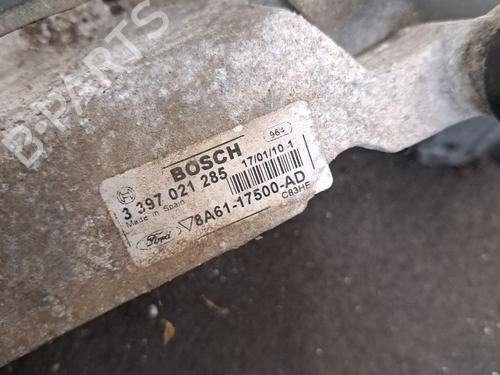 B-PARTS
964
BOSCH
17/01/10 1
3 397 021 285
Made in Spain
Ford
8A61-17500-AD
C83HE